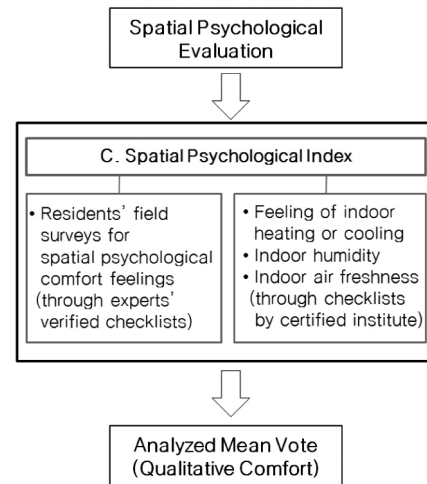 Spatial Psychological
Evaluation
C. Spatial Psychological Index
• Residents' field
surveys for
spatial psychological
comfort feelings
(through experts'
verified checklists)
• Feeling of indoor
heating or cooling
• Indoor humidity
• Indoor air freshness
(through checklists
by certified institute)
Analyzed Mean Vote
(Qualitative Comfort)